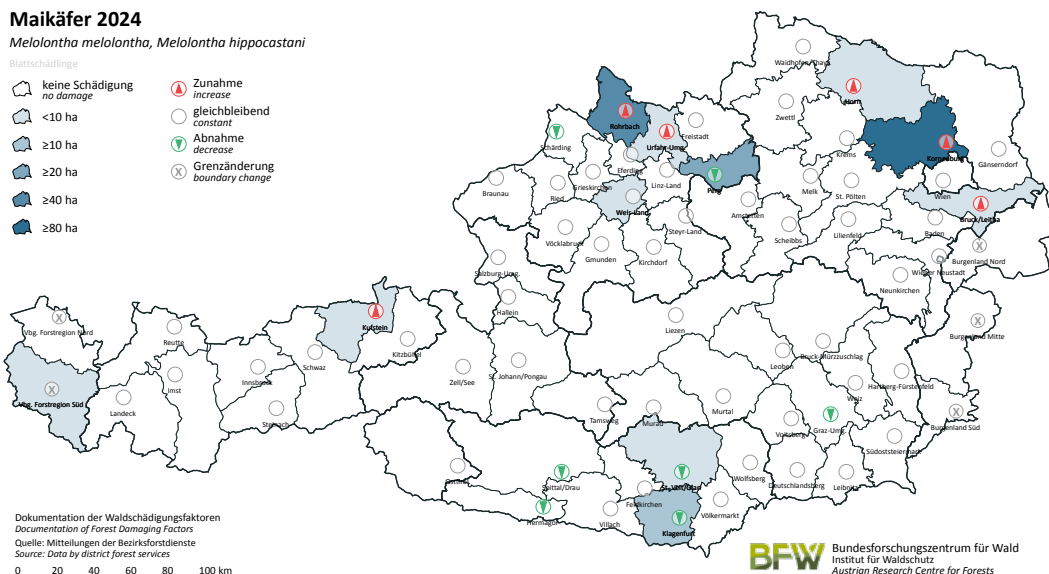 Maikäfer 2024
Melolontha melolontha, Melolontha hippocastani
Blattschädlinge
keine Schädigung
no damage
<10 ha
≥10 ha
≥20 ha
≥40 ha
≥80 ha
Zunahme
increase
gleichbleibend
constant
Abnahme
decrease
X
Grenzänderung
boundary change
Waidhofen/Thaya
Horn
Zwettl
Rohrbach
Freistadt
Schärding
Urfahr-Umg.
Krems
Korneuburg
Gänserndorf
Eferding
Grieskirchen
Linz-Land
Perg
Braunau
Ried
Melk
St. Pölten
Wien
Wels-Land
Amstetten
Bruck/Leitha
Steyr-Land
Baden
Vöcklabruck
Scheibbs
Lilienfeld
Gmunden
Kirchdorf
X
Burgenland Nord
Salzburg-Umg.
Wiener Neustadt
Neunkirchen
Hallein
X
Vbg. Forstregion Nord
Kufstein
Liezen
X
Burgenland Mitte
Reutte
Kitzbühel
Schwaz
Bruck-Mürzzuschlag
Leoben
Innsbruck
Zell/See
St. Johann/Pongau
Imst
Hartberg-Fürstenfeld
X
Vbg. Forstregion Süd
Landeck
Weiz
Steinach
Tamsweg
Murau
Murtal
Voitsberg
Graz-Umg.
X
Burgenland Süd
Südoststeiermark
Osttirol
Spittal/Drau
St. Veit/Glan
Wolfsberg
Deutschlandsberg
Leibnitz
Feldkirchen
Hermagor
Villach
Klagenfurt
Völkermarkt
Dokumentation der Waldschädigungsfaktoren
Documentation of Forest Damaging Factors
Quelle: Mitteilungen der Bezirksforstdienste
Source: Data by district forest services
0 20 40 60 80 100 km
BFW
Bundesforschungszentrum für Wald
Institut für Waldschutz
Austrian Research Centre for Forests